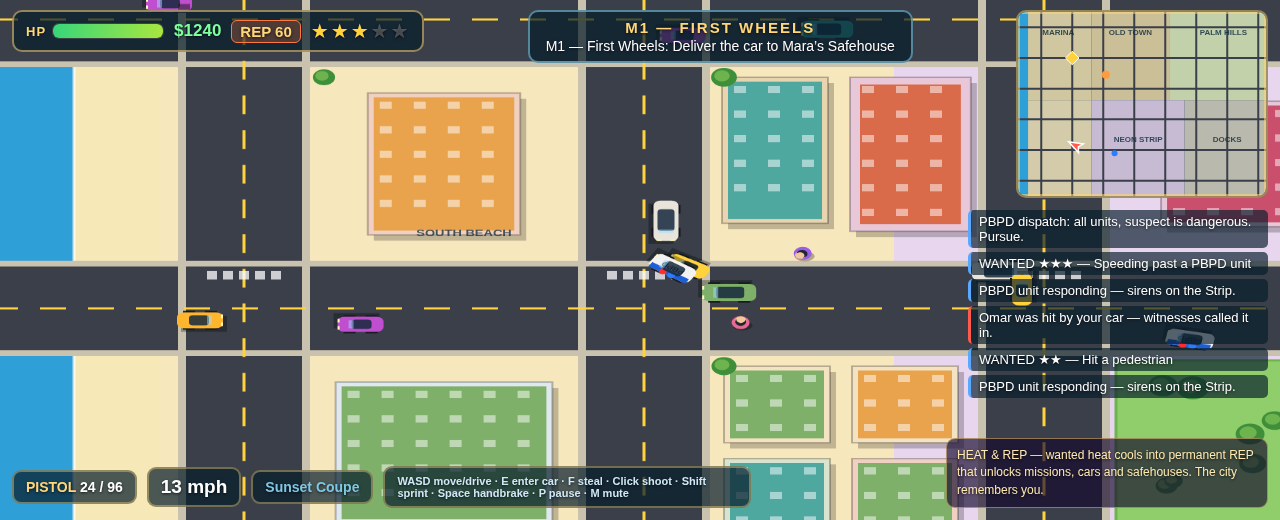 HP $1240 REP 60 ★★★★★
M1 — FIRST WHEELS
M1 — First Wheels: Deliver the car to Mara's Safehouse
MARINA OLD TOWN PALM HILLS
NEON STRIP DOCKS
SOUTH BEACH
PBPD dispatch: all units, suspect is dangerous.
Pursue.
WANTED ★★★ — Speeding past a PBPD unit
PBPD unit responding — sirens on the Strip.
Omar was hit by your car — witnesses called it
in.
WANTED ★★ — Hit a pedestrian
PBPD unit responding — sirens on the Strip.
HEAT & REP — wanted heat cools into permanent REP
that unlocks missions, cars and safehouses. The city
remembers you.
PISTOL 24 / 96
13 mph
Sunset Coupe
WASD move/drive · E enter car · F steal · Click shoot · Shift
sprint · Space handbrake · P pause · M mute